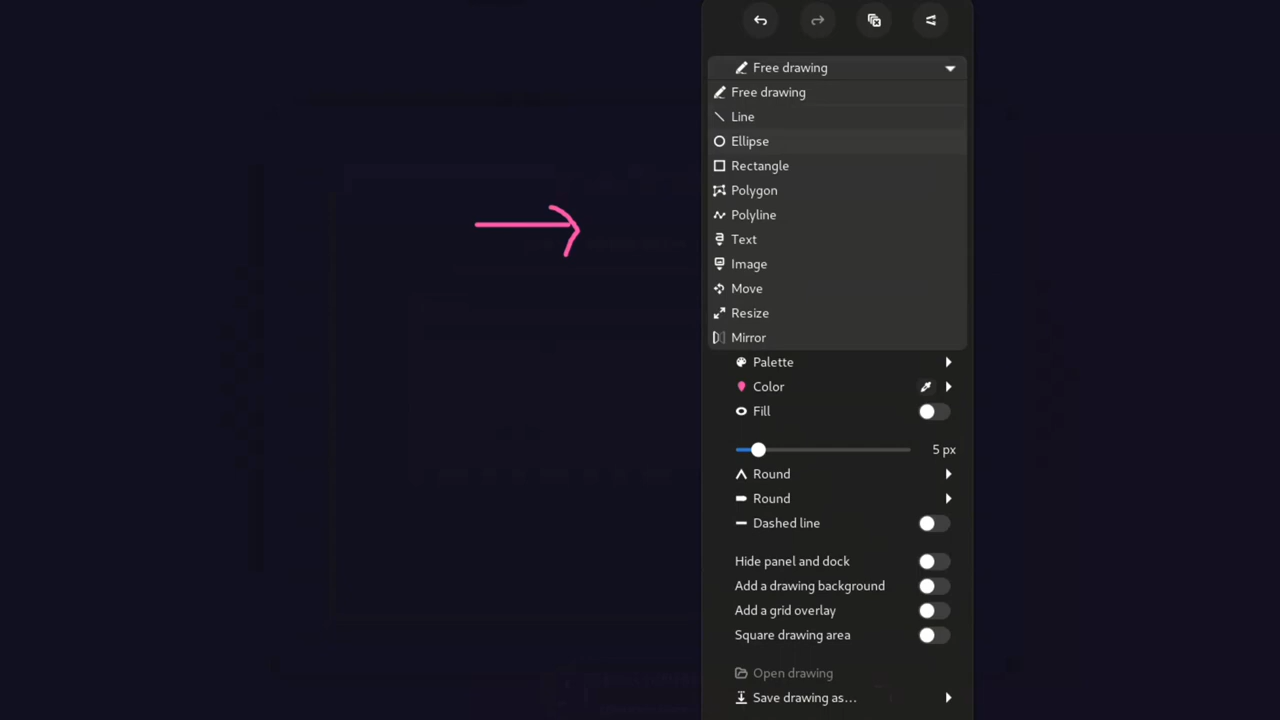 Free drawing
Free drawing
Line
Ellipse
Rectangle
Polygon
Polyline
Text
Image
Move
Resize
Mirror
Palette
Color
Fill
5 px
Round
Round
Dashed line
Hide panel and dock
Add a drawing background
Add a grid overlay
Square drawing area
Open drawing
Save drawing as...